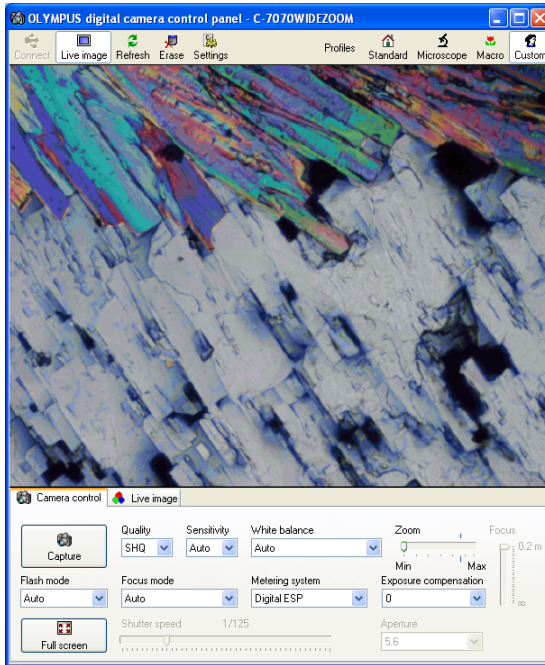 OLYMPUS digital camera control panel - C-7070WIDEZOOM
Connect Live image Refresh Erase Settings Profiles Standard Microscope Macro Custom
Camera control Live image
Quality Sensitivity White balance Zoom Focus
Capture SHQ Auto Auto 0.2 m
Min Max
Flash mode Focus mode Metering system Exposure compensation
Auto Auto Digital ESP 0 ∞
Shutter speed 1/125 Aperture
Full screen 5.6